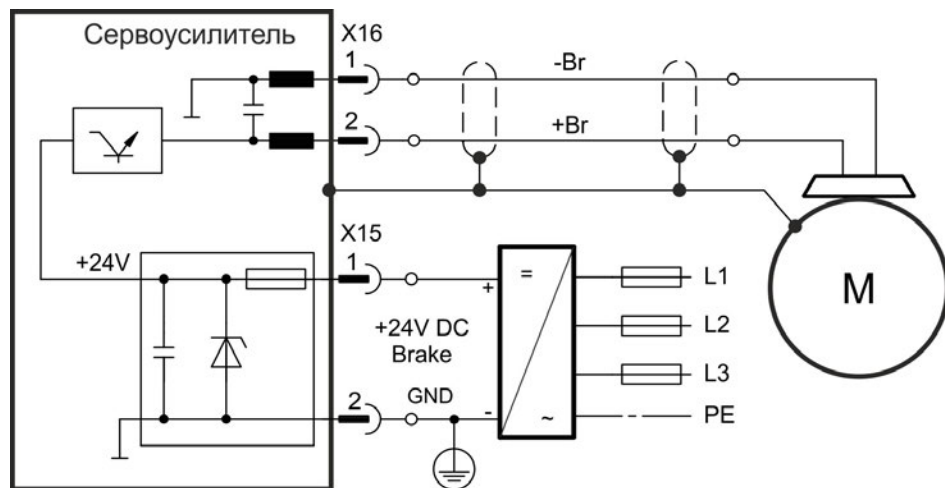 Сервоусилитель
X16
1
-Br
2
+Br
+24V
X15
1
+
=
L1
+24V DC
Brake
L2
M
L3
2
GND
-
~
PE